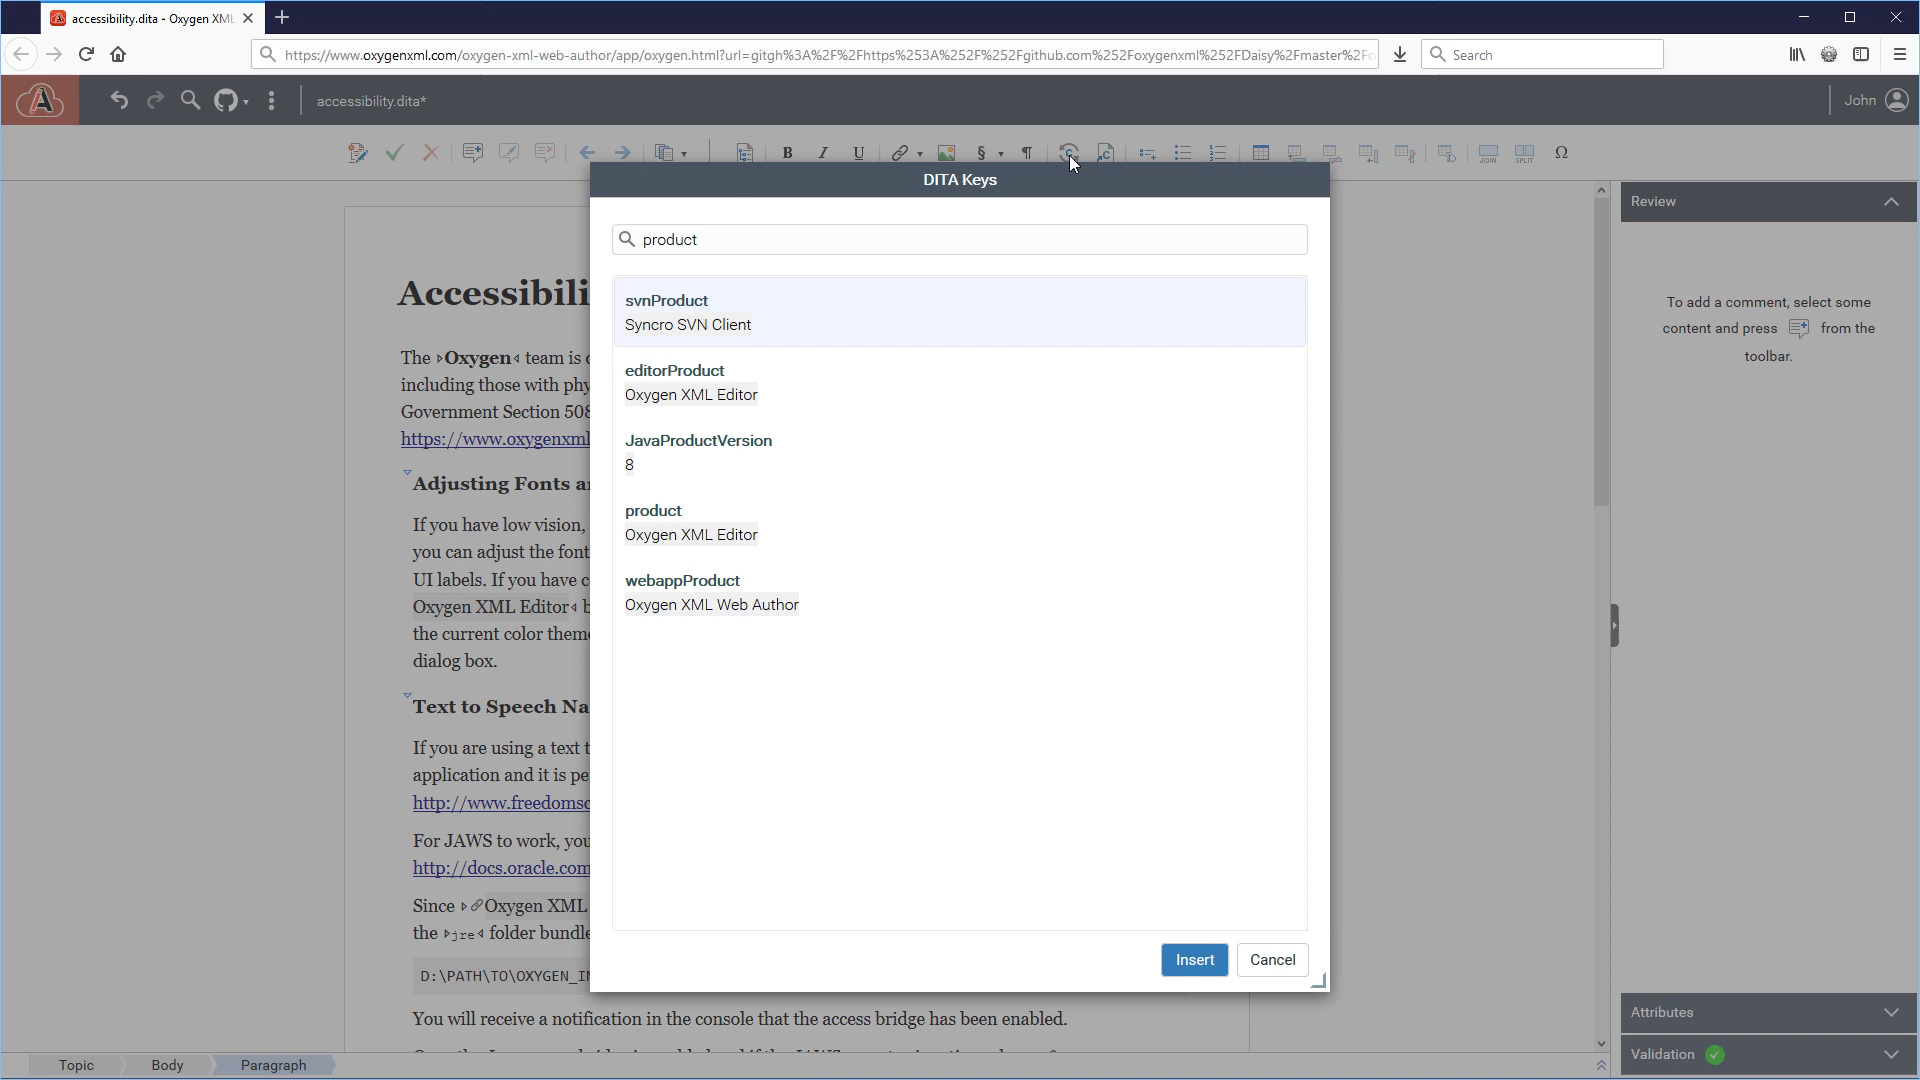 accessibility.dita - Oxygen XML
https://www.oxygenxml.com/oxygen-xml-web-author/app/oxygen.html?url=gitgh%3A%2F%2Fhttps%253A%252F%252Fgithub.com%252Foxygenxml%252FDaisy%2Fmaster%2F
Search
accessibility.dita*
John
B I U § ¶ JOIN SPLIT Ω
DITA Keys
product
svnProduct
Syncro SVN Client
editorProduct
Oxygen XML Editor
JavaProductVersion
8
product
Oxygen XML Editor
webappProduct
Oxygen XML Web Author
Insert
Cancel
Accessibili
The Oxygen team is
including those with phy
Government Section 508
https://www.oxygenxml
Adjusting Fonts
If you have low vision,
you can adjust the font
UI labels. If you have
Oxygen XML Editor
the current color theme
dialog box.
Text to Speech Na
If you are using a text
application and it is pe
http://www.freedomsc
For JAWS to work, you
http://docs.oracle.com
Since Oxygen XML
the jre folder bundle
D:\PATH\TO\OXYGEN_IN
You will receive a notification in the console that the access bridge has been enabled.
Review
To add a comment, select some
content and press from the
toolbar.
Attributes
Validation
Topic
Body
Paragraph